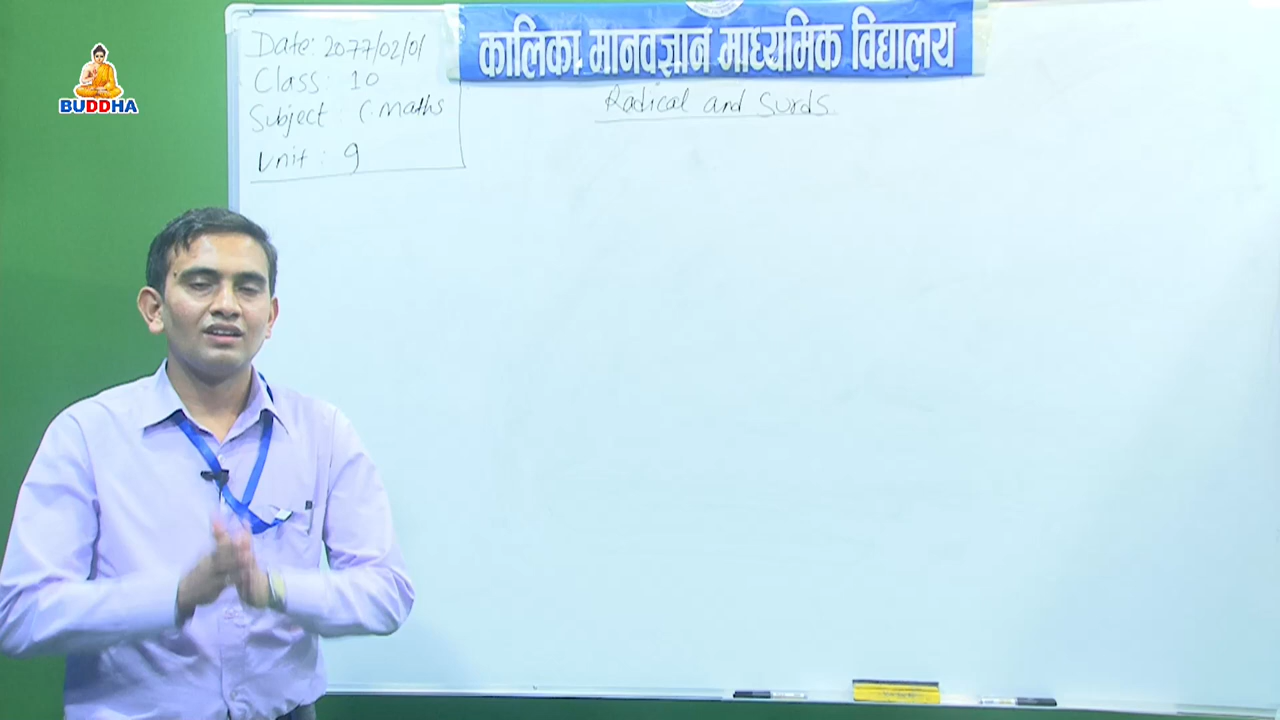 BUDDHA
कालिका मानवज्ञान माध्यमिक विद्यालय
Date: 2077/02/01
Class: 10
Subject : C.Maths
Unit : 9
Radical and Surds.